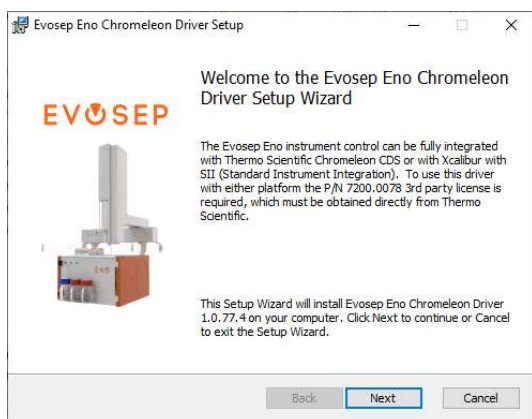 Evosep Eno Chromeleon Driver Setup
Welcome to the Evosep Eno Chromeleon
Driver Setup Wizard
EVOSEP
The Evosep Eno instrument control can be fully integrated
with Thermo Scientific Chromeleon CDS or with Xcalibur with
SII (Standard Instrument Integration). To use this driver
with either platform the P/N 7200.0078 3rd party license is
required, which must be obtained directly from Thermo
Scientific.
ENO
This Setup Wizard will install Evosep Eno Chromeleon Driver
1.0.77.4 on your computer. Click Next to continue or Cancel
to exit the Setup Wizard.
Back Next Cancel